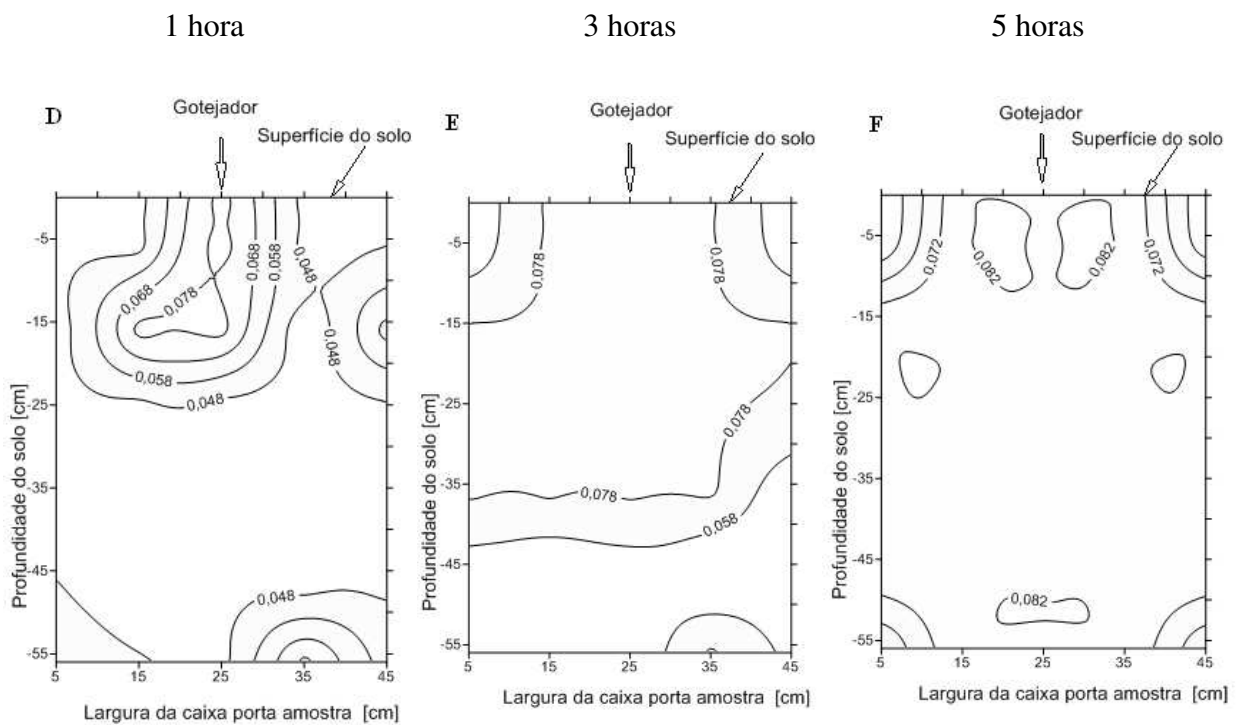 1 hora
3 horas
5 horas
D
Gotejador
Superfície do solo
-5
-15
-25
-35
-45
-55
5
15
25
35
45
0,068
0,078
0,068
0,058
0,048
0,058
0,048
0,048
0,048
Profundidade do solo [cm]
Largura da caixa porta amostra [cm]
E
Gotejador
Superfície do solo
-5
-15
-25
-35
-45
-55
5
15
25
35
45
0,078
0,078
0,078
0,078
0,058
Profundidade do solo [cm]
Largura da caixa porta amostra [cm]
F
Gotejador
Superfície do solo
-5
-15
-25
-35
-45
-55
5
15
25
35
45
0,072
0,082
0,082
0,072
0,082
Profundidade do solo [cm]
Largura da caixa porta amostra [cm]